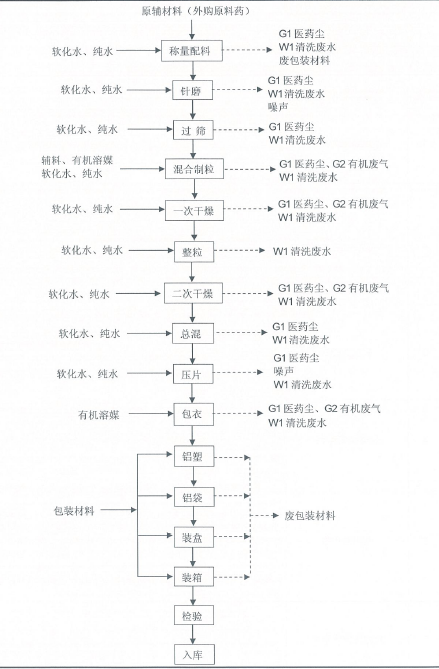 原辅材料（外购原料药）
G1 医药尘
软化水、纯水
称量配料
W1 清洗废水
废包装材料
G1 医药尘
软化水、纯水
针磨
W1 清洗废水
噪声
软化水、纯水
过 筛
G1 医药尘
W1 清洗废水
辅料、有机溶媒
软化水、纯水
混合制粒
G1 医药尘、G2 有机废气
W1 清洗废水
软化水、纯水
一次干燥
G1 医药尘、G2 有机废气
W1 清洗废水
软化水、纯水
整粒
W1 清洗废水
软化水、纯水
二次干燥
G1 医药尘、G2 有机废气
W1 清洗废水
软化水、纯水
总混
G1 医药尘
W1 清洗废水
G1 医药尘
软化水、纯水
压片
噪声
W1 清洗废水
有机溶媒
包衣
G1 医药尘、G2 有机废气
W1 清洗废水
铝塑
铝袋
包装材料
废包装材料
装盒
装箱
检验
入库